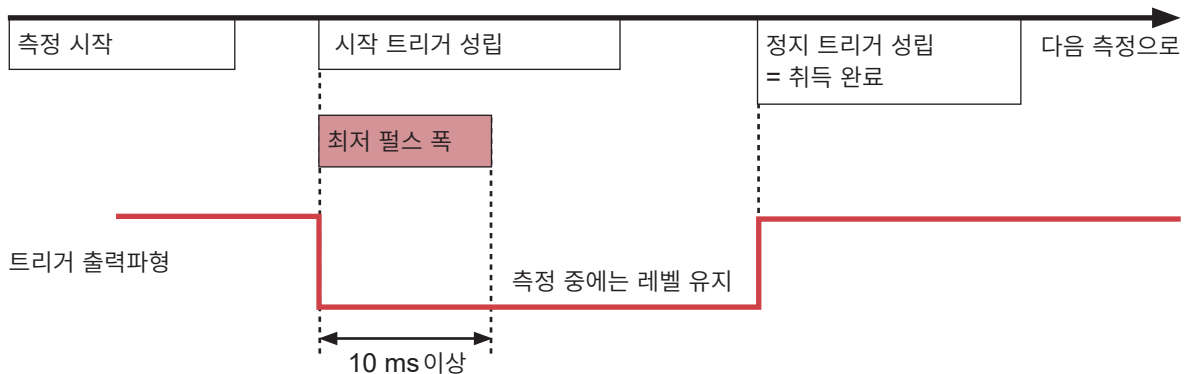 측정 시작
시작 트리거 성립
정지 트리거 성립
= 취득 완료
다음 측정으로
최저 펄스 폭
트리거 출력파형
측정 중에는 레벨 유지
10 ms 이상